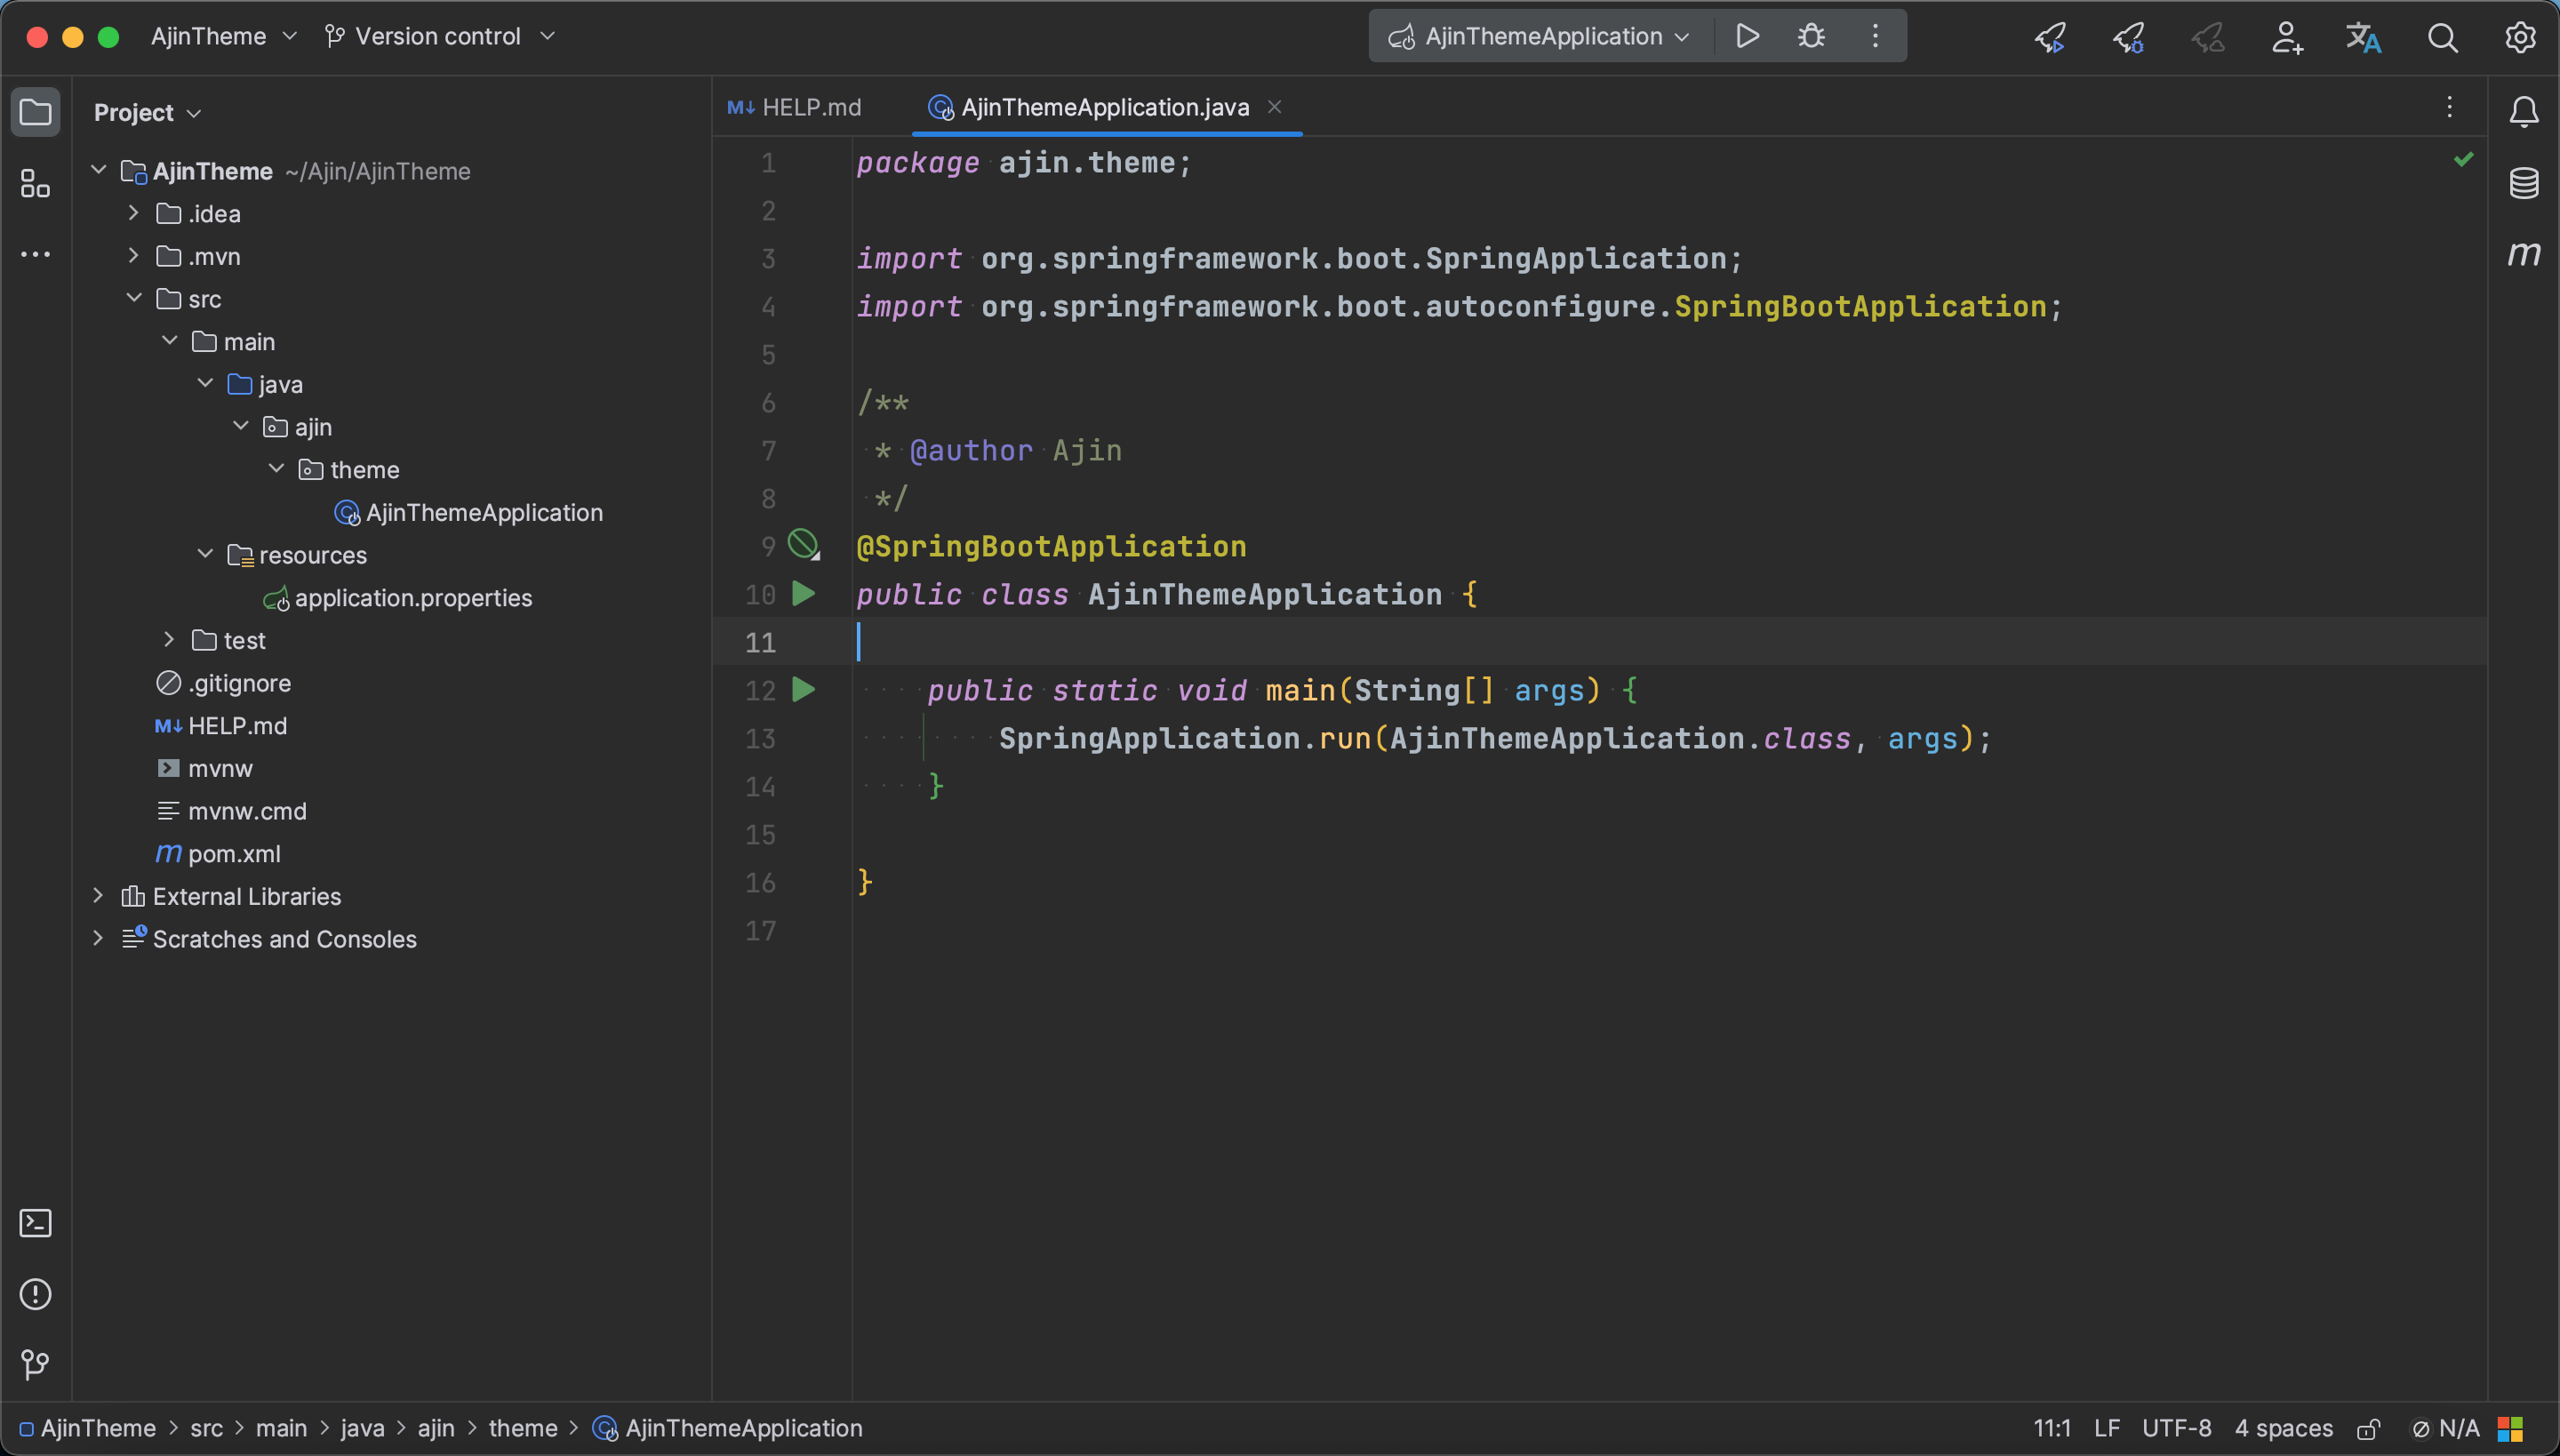 AjinTheme
Version control
AjinThemeApplication
Project
AjinTheme ~/Ajin/AjinTheme
.idea
.mvn
src
main
java
ajin
theme
AjinThemeApplication
resources
application.properties
test
.gitignore
M↓ HELP.md
mvnw
mvnw.cmd
m pom.xml
External Libraries
Scratches and Consoles
M↓ HELP.md
AjinThemeApplication.java
m
1 package ajin.theme;
2
3 import org.springframework.boot.SpringApplication;
4 import org.springframework.boot.autoconfigure.SpringBootApplication;
5
6 /**
7  * @author Ajin
8  */
9 @SpringBootApplication
10 public class AjinThemeApplication {
11
12     public static void main(String[] args) {
13         SpringApplication.run(AjinThemeApplication.class, args);
14     }
15
16 }
17
AjinTheme > src > main > java > ajin > theme > AjinThemeApplication
11:1 LF UTF-8 4 spaces N/A